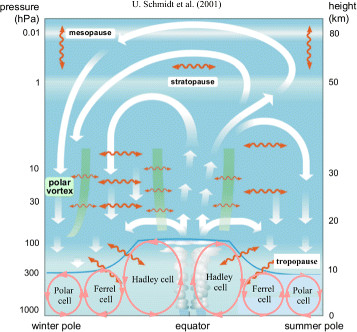 pressure
(hPa)
U. Schmidt et al. (2001)
height
(km)
0.01
mesopause
80
1
stratopause
50
10
30
polar
vortex
30
20
100
tropopause
300
10
Polar
cell
Ferrel
cell
Hadley cell
Hadley
cell
Ferrel
cell
Polar
cell
1000
0
winter pole
equator
summer pole